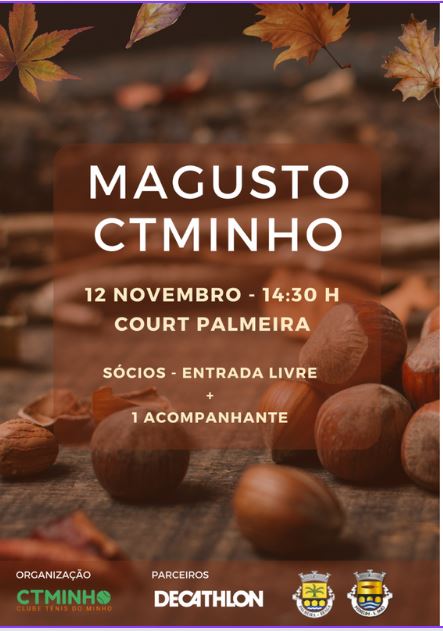 MAGUSTO
CTMINHO
12 NOVEMBRO - 14:30 H
COURT PALMEIRA
SÓCIOS - ENTRADA LIVRE
+
1 ACOMPANHANTE
ORGANIZAÇÃO
CTMINHO
CLUBE TÉNIS DO MINHO
PARCEIROS
DECATHLON